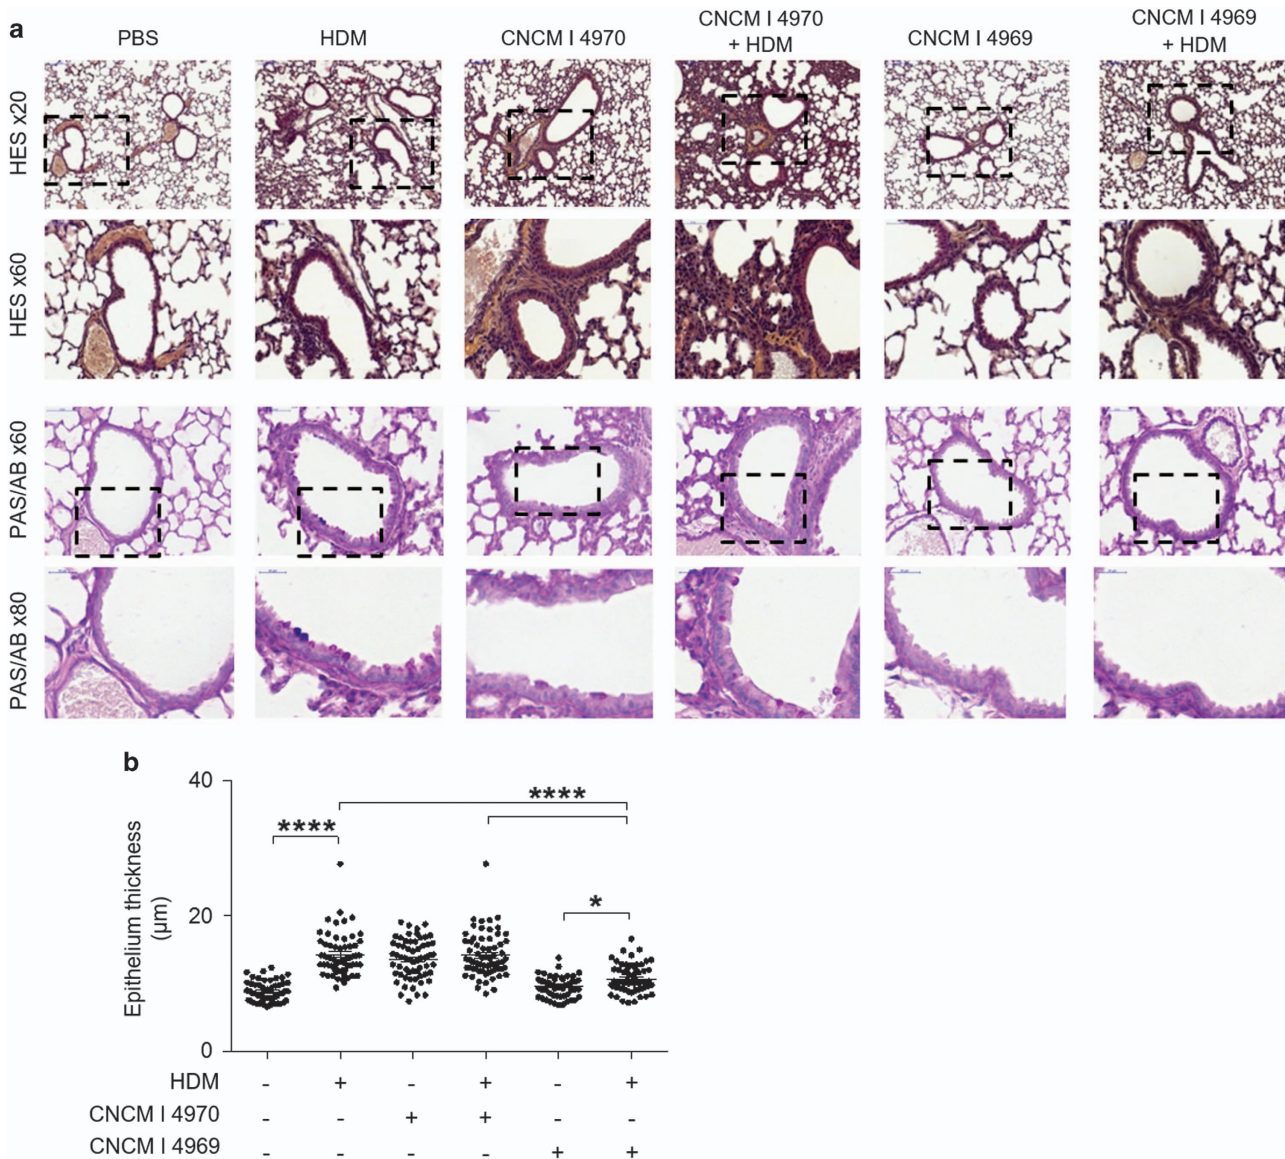 a
PBS
HDM
CNCM I 4970
CNCM I 4970
+ HDM
CNCM I 4969
CNCM I 4969
+ HDM
HES x20
HES x60
PAS/AB x60
PAS/AB x80
b
Epithelium thickness
(µm)
40
20
0
****
****
*
HDM - + - + - +
CNCM I 4970 - - + + - -
CNCM I 4969 - - - - + +